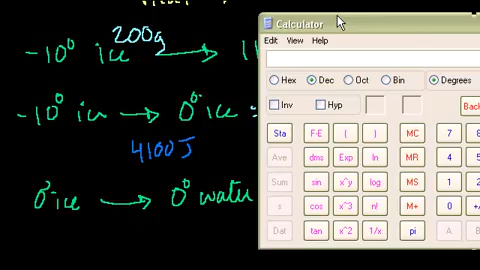 -10° ice 200g → 11
-10° ice → 0° ice =
4100 J
0° ice → 0° water
Calculator
Edit View Help
Hex Dec Oct Bin Degrees
Inv Hyp Back
Sta F-E ( ) MC 7 8
Ave dms Exp ln MR 4 5
Sum sin x^y log MS 1 2
s cos x^3 n! M+ 0 +/
Dat tan x^2 1/x pi A B